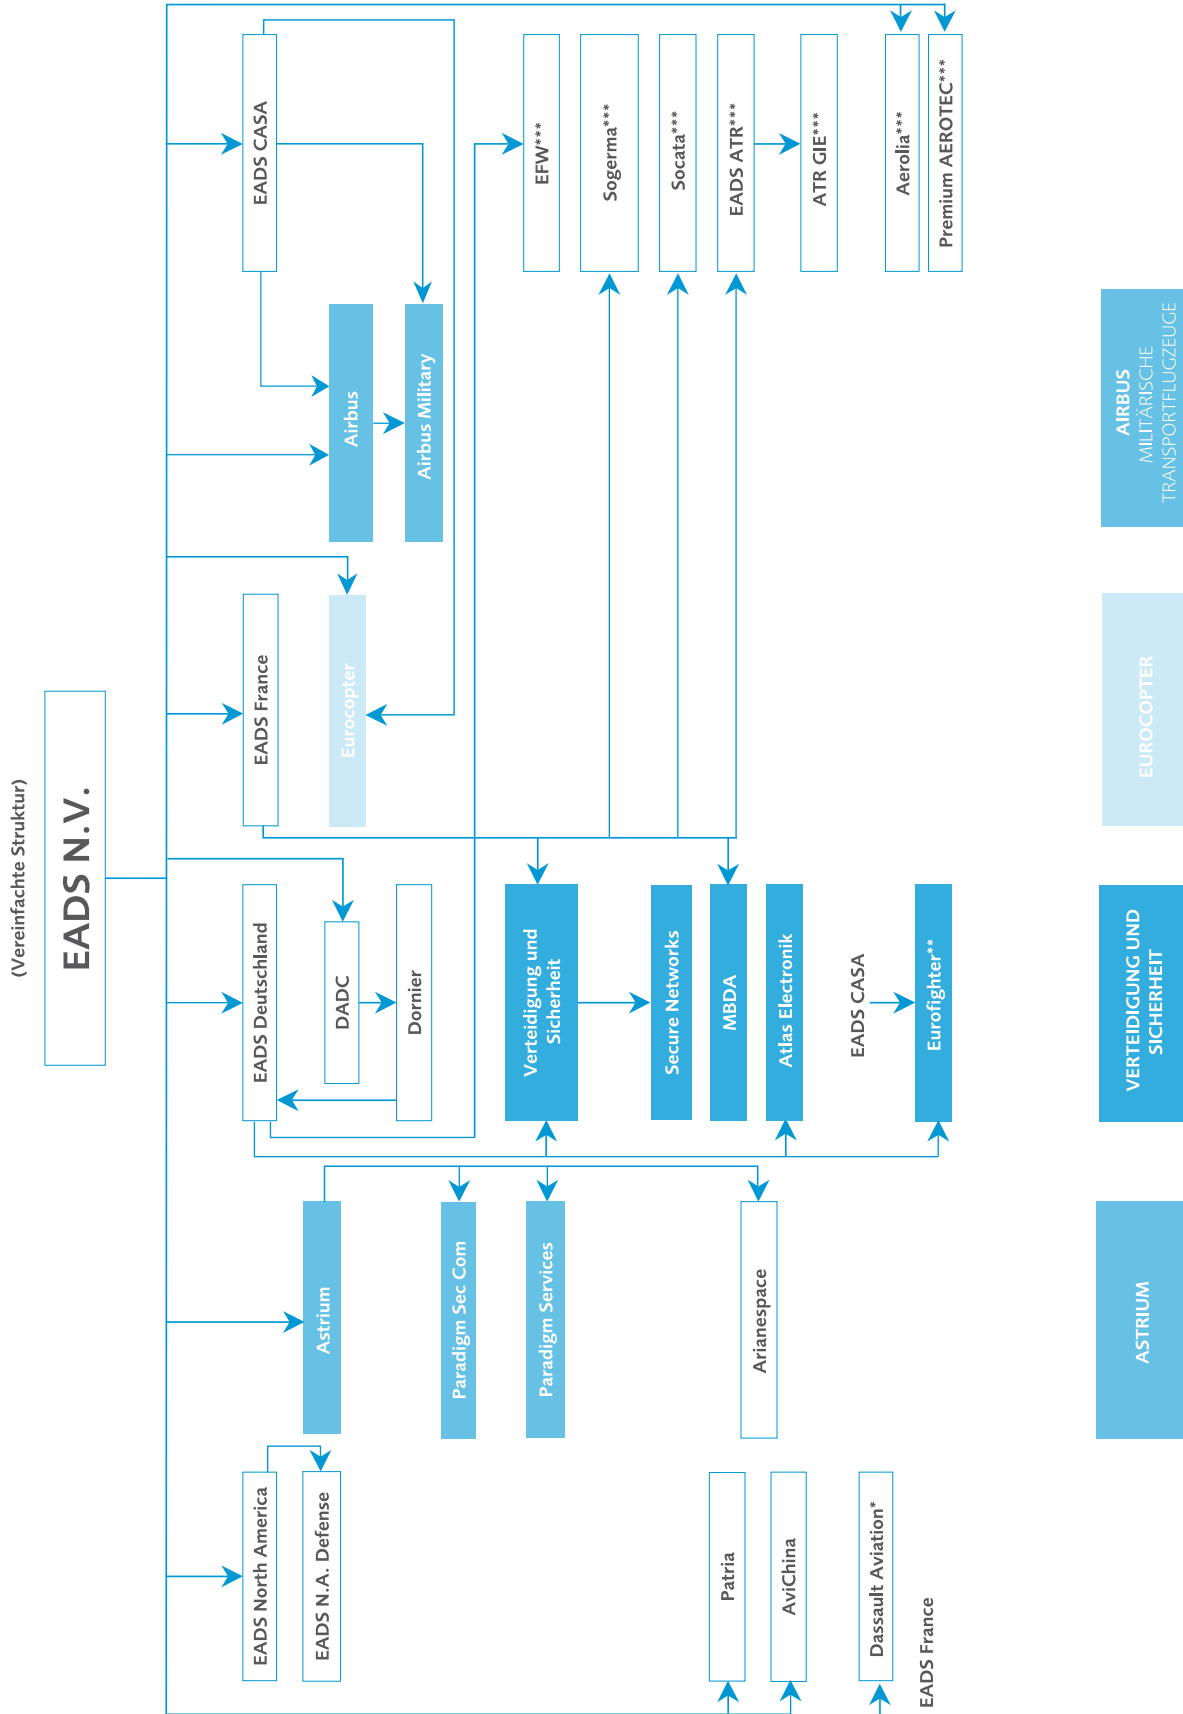 (Vereinfachte Struktur)
EADS N.V.
EADS North America
EADS Deutschland
EADS France
EADS CASA
EADS N.A. Defense
Astrium
DADC
Eurocopter
Airbus
Dornier
Airbus Military
Paradigm Sec Com
Paradigm Services
Verteidigung und
Sicherheit
EFW***
Sogerma***
Secure Networks
Socata***
Patria
MBDA
EADS ATR***
Arianespace
AviChina
Atlas Electronik
ATR GIE***
EADS CASA
Dassault Aviation*
Aerolia***
EADS France
Eurofighter**
Premium AEROTEC***
ASTRIUM
VERTEIDIGUNG UND
SICHERHEIT
EUROCOPTER
AIRBUS
MILITÄRISCHE
TRANSPORTFLUGZEUGE